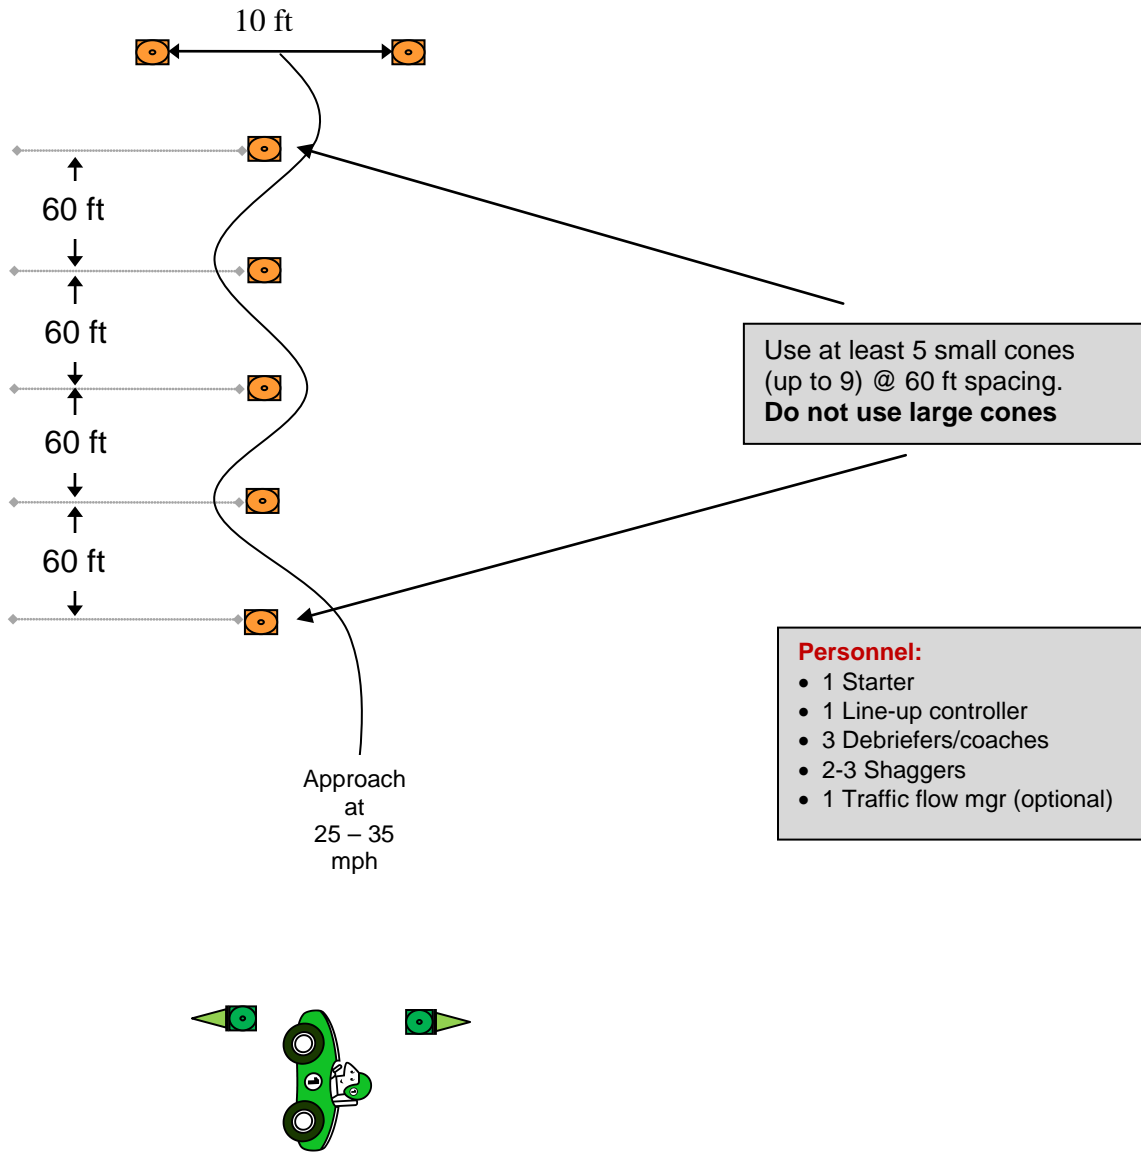 10 ft
60 ft
60 ft
60 ft
60 ft
Use at least 5 small cones
(up to 9) @ 60 ft spacing.
Do not use large cones
Personnel:
• 1 Starter
• 1 Line-up controller
• 3 Debriefers/coaches
• 2-3 Shaggers
• 1 Traffic flow mgr (optional)
Approach
at
25 – 35
mph
1